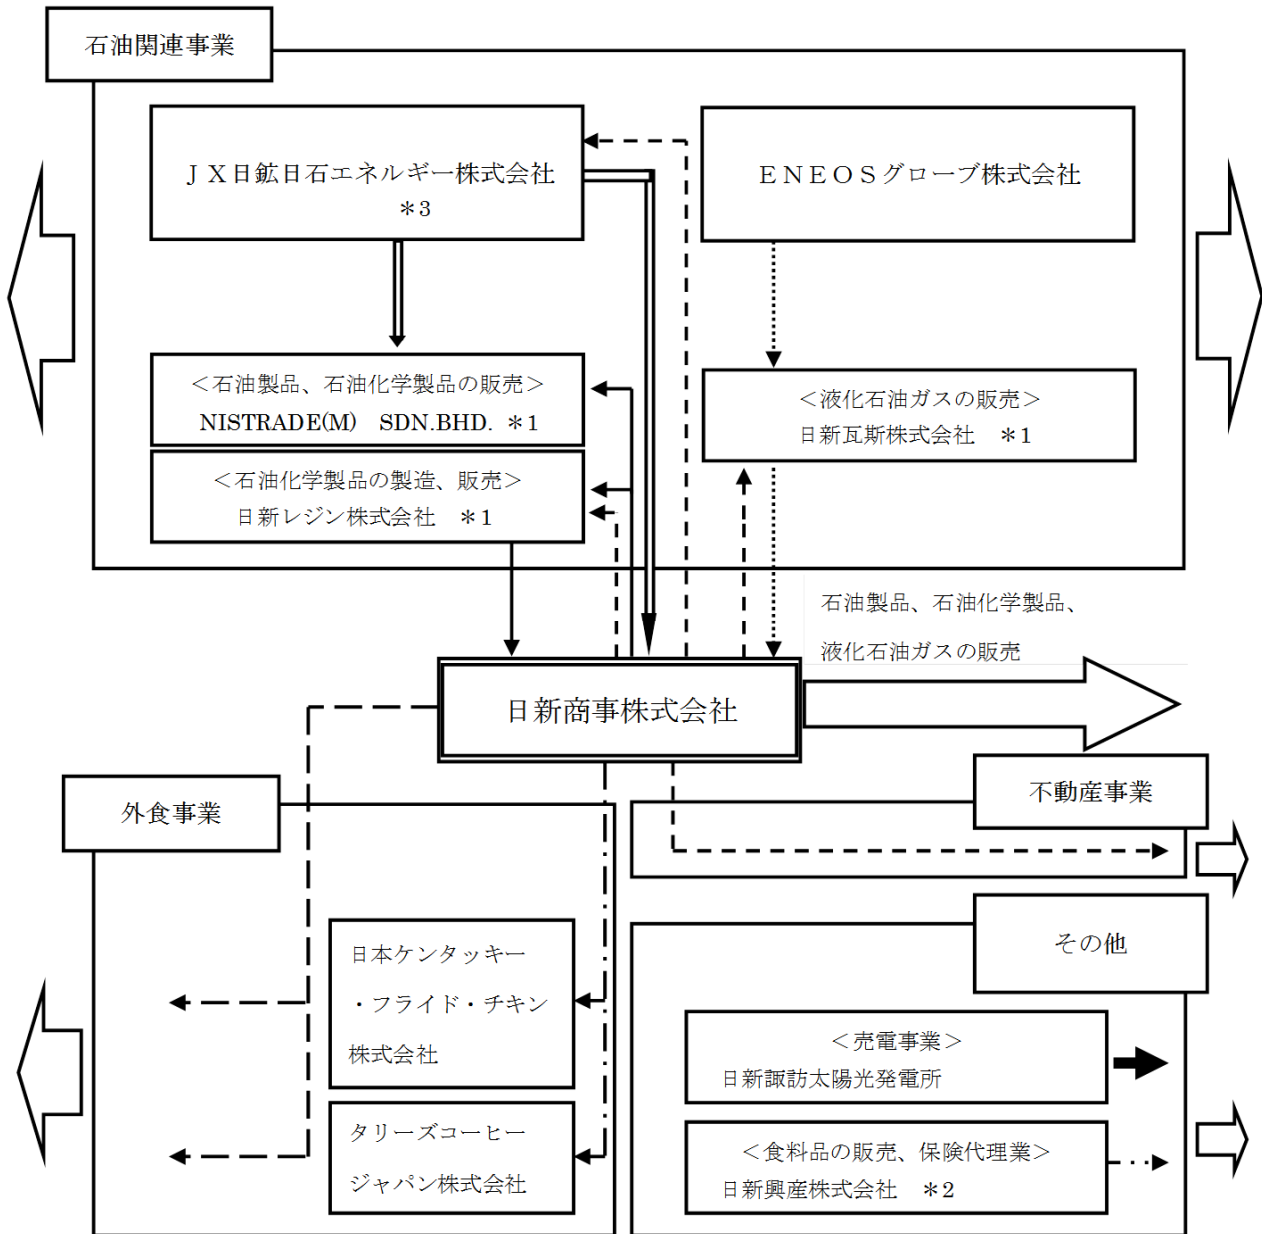 石油関連事業
ＪＸ日鉱日石エネルギー株式会社
＊3
ＥＮＥＯＳグローブ株式会社
＜石油製品、石油化学製品の販売＞
NISTRADE(M)　SDN.BHD. ＊1
＜石油化学製品の製造、販売＞
日新レジン株式会社　＊1
＜液化石油ガスの販売＞
日新瓦斯株式会社　＊1
石油製品、石油化学製品、
液化石油ガスの販売
日新商事株式会社
外食事業
日本ケンタッキー
・フライド・チキン
株式会社
タリーズコーヒー
ジャパン株式会社
不動産事業
その他
＜売電事業＞
日新諏訪太陽光発電所
＜食料品の販売、保険代理業＞
日新興産株式会社　＊2